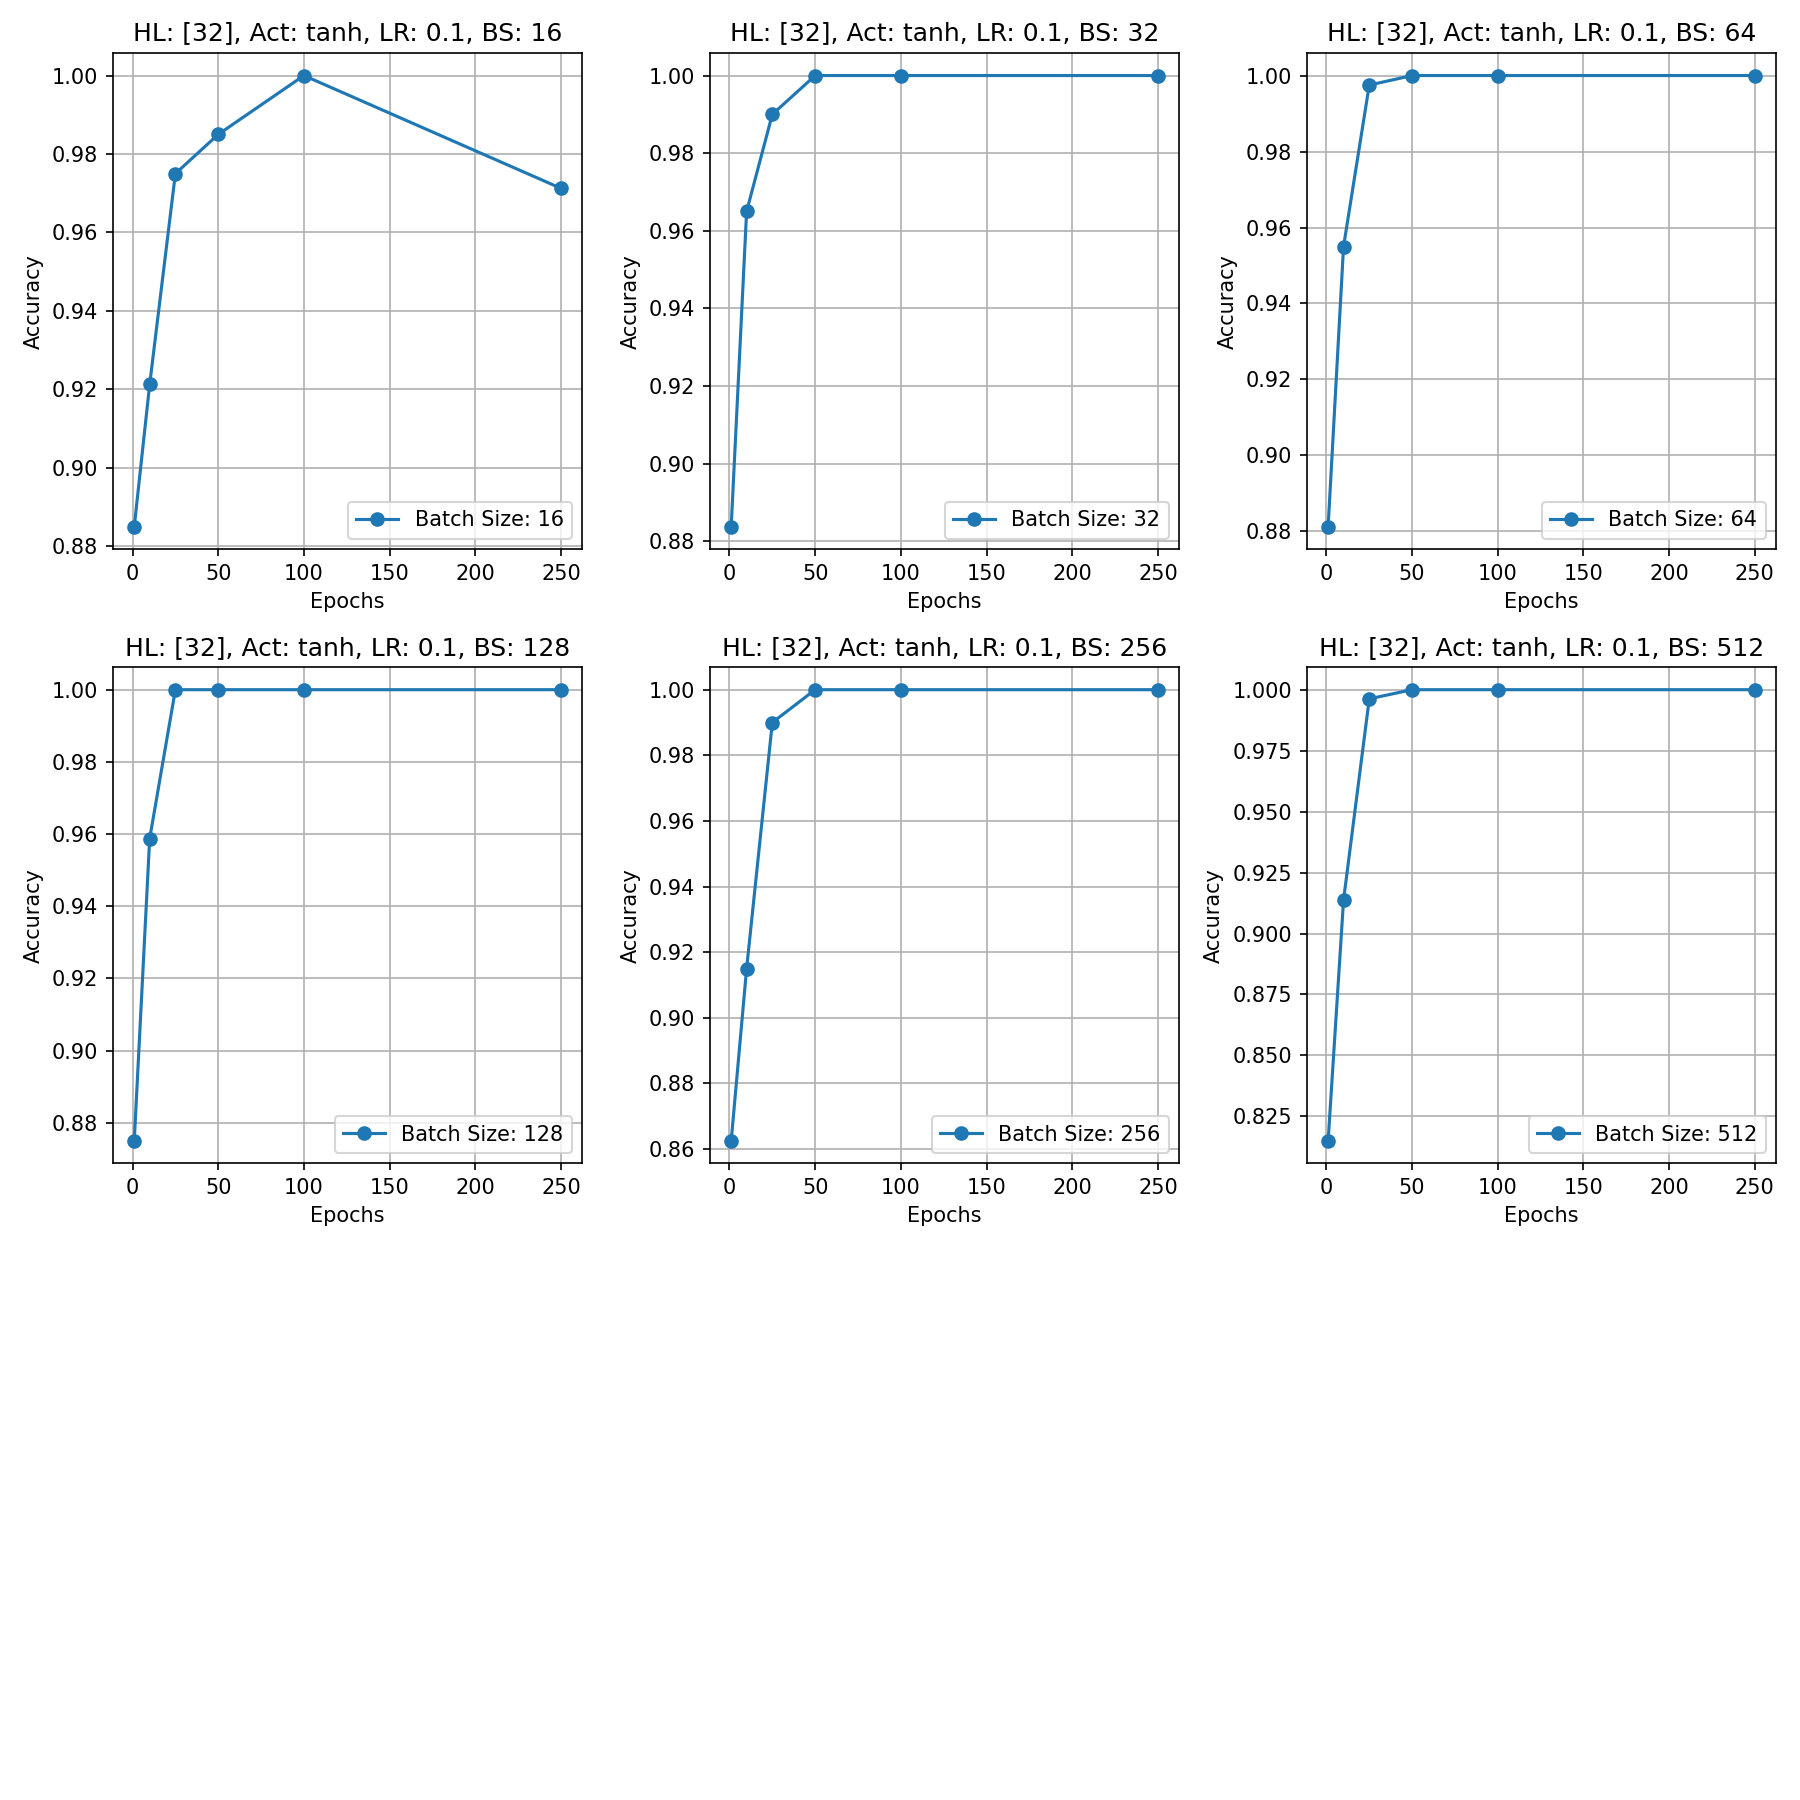 HL: [32], Act: tanh, LR: 0.1, BS: 16
1.00
0.98
0.96
0.94
0.92
0.90
0.88
Accuracy
Batch Size: 16
0 50 100 150 200 250
Epochs
HL: [32], Act: tanh, LR: 0.1, BS: 32
1.00
0.98
0.96
0.94
0.92
0.90
0.88
Accuracy
Batch Size: 32
0 50 100 150 200 250
Epochs
HL: [32], Act: tanh, LR: 0.1, BS: 64
1.00
0.98
0.96
0.94
0.92
0.90
0.88
Accuracy
Batch Size: 64
0 50 100 150 200 250
Epochs
HL: [32], Act: tanh, LR: 0.1, BS: 128
1.00
0.98
0.96
0.94
0.92
0.90
0.88
Accuracy
Batch Size: 128
0 50 100 150 200 250
Epochs
HL: [32], Act: tanh, LR: 0.1, BS: 256
1.00
0.98
0.96
0.94
0.92
0.90
0.88
0.86
Accuracy
Batch Size: 256
0 50 100 150 200 250
Epochs
HL: [32], Act: tanh, LR: 0.1, BS: 512
1.000
0.975
0.950
0.925
0.900
0.875
0.850
0.825
Accuracy
Batch Size: 512
0 50 100 150 200 250
Epochs